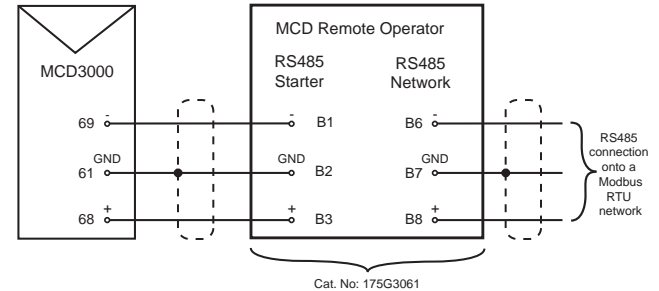 MCD Remote Operator
MCD3000
RS485
Starter
RS485
Network
69 - - B1 B6 -
61 GND GND B2 B7 GND
68 + + B3 B8 +
RS485
connection
onto a
Modbus
RTU
network
Cat. No: 175G3061